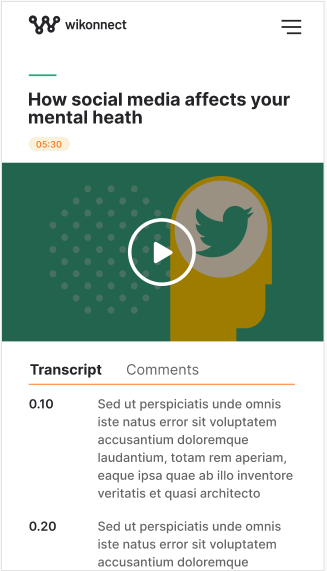 wikonnect
How social media affects your
mental heath
05:30
Transcript Comments
0.10 Sed ut perspiciatis unde omnis
iste natus error sit voluptatem
accusantium doloremque
laudantium, totam rem aperiam,
eaque ipsa quae ab illo inventore
veritatis et quasi architecto
0.20 Sed ut perspiciatis unde omnis
iste natus error sit voluptatem
accusantium doloremque